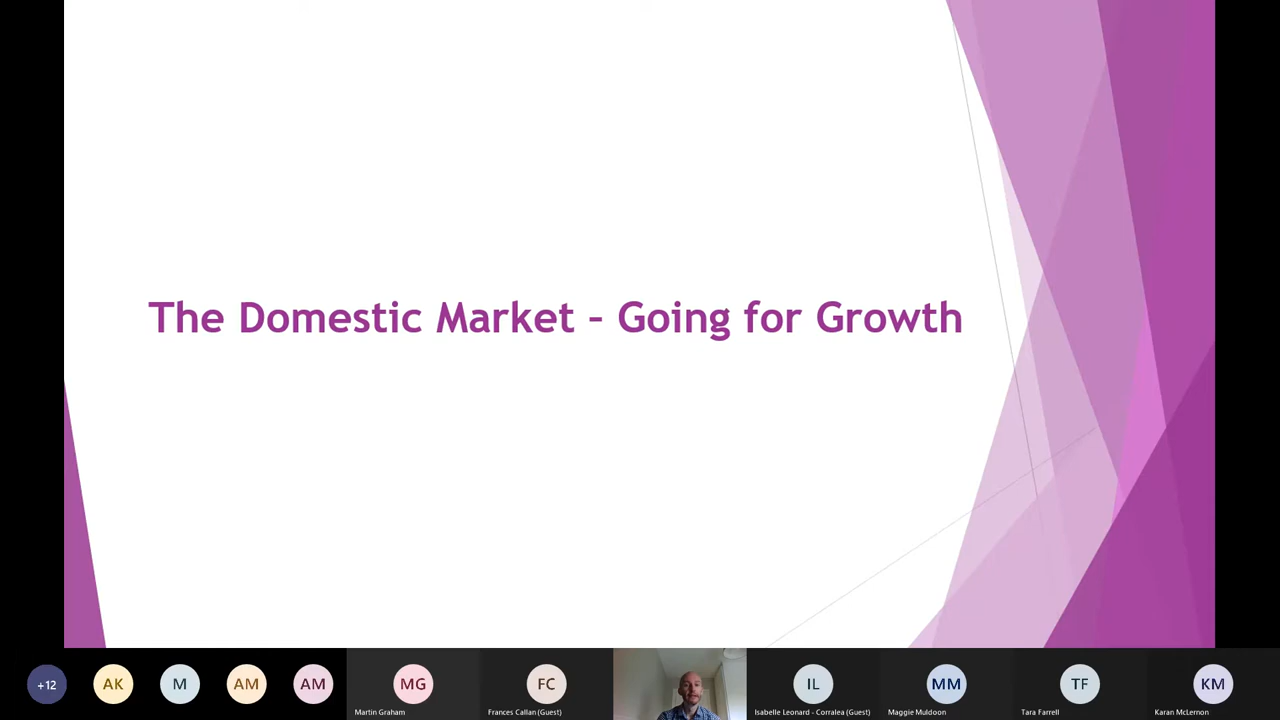 The Domestic Market – Going for Growth
+12
AK
M
AM
AM
MG
Martin Graham
FC
Frances Callan (Guest)
IL
Isabelle Leonard - Corralea (Guest)
MM
Maggie Muldoon
TF
Tara Farrell
KM
Karan McLernon